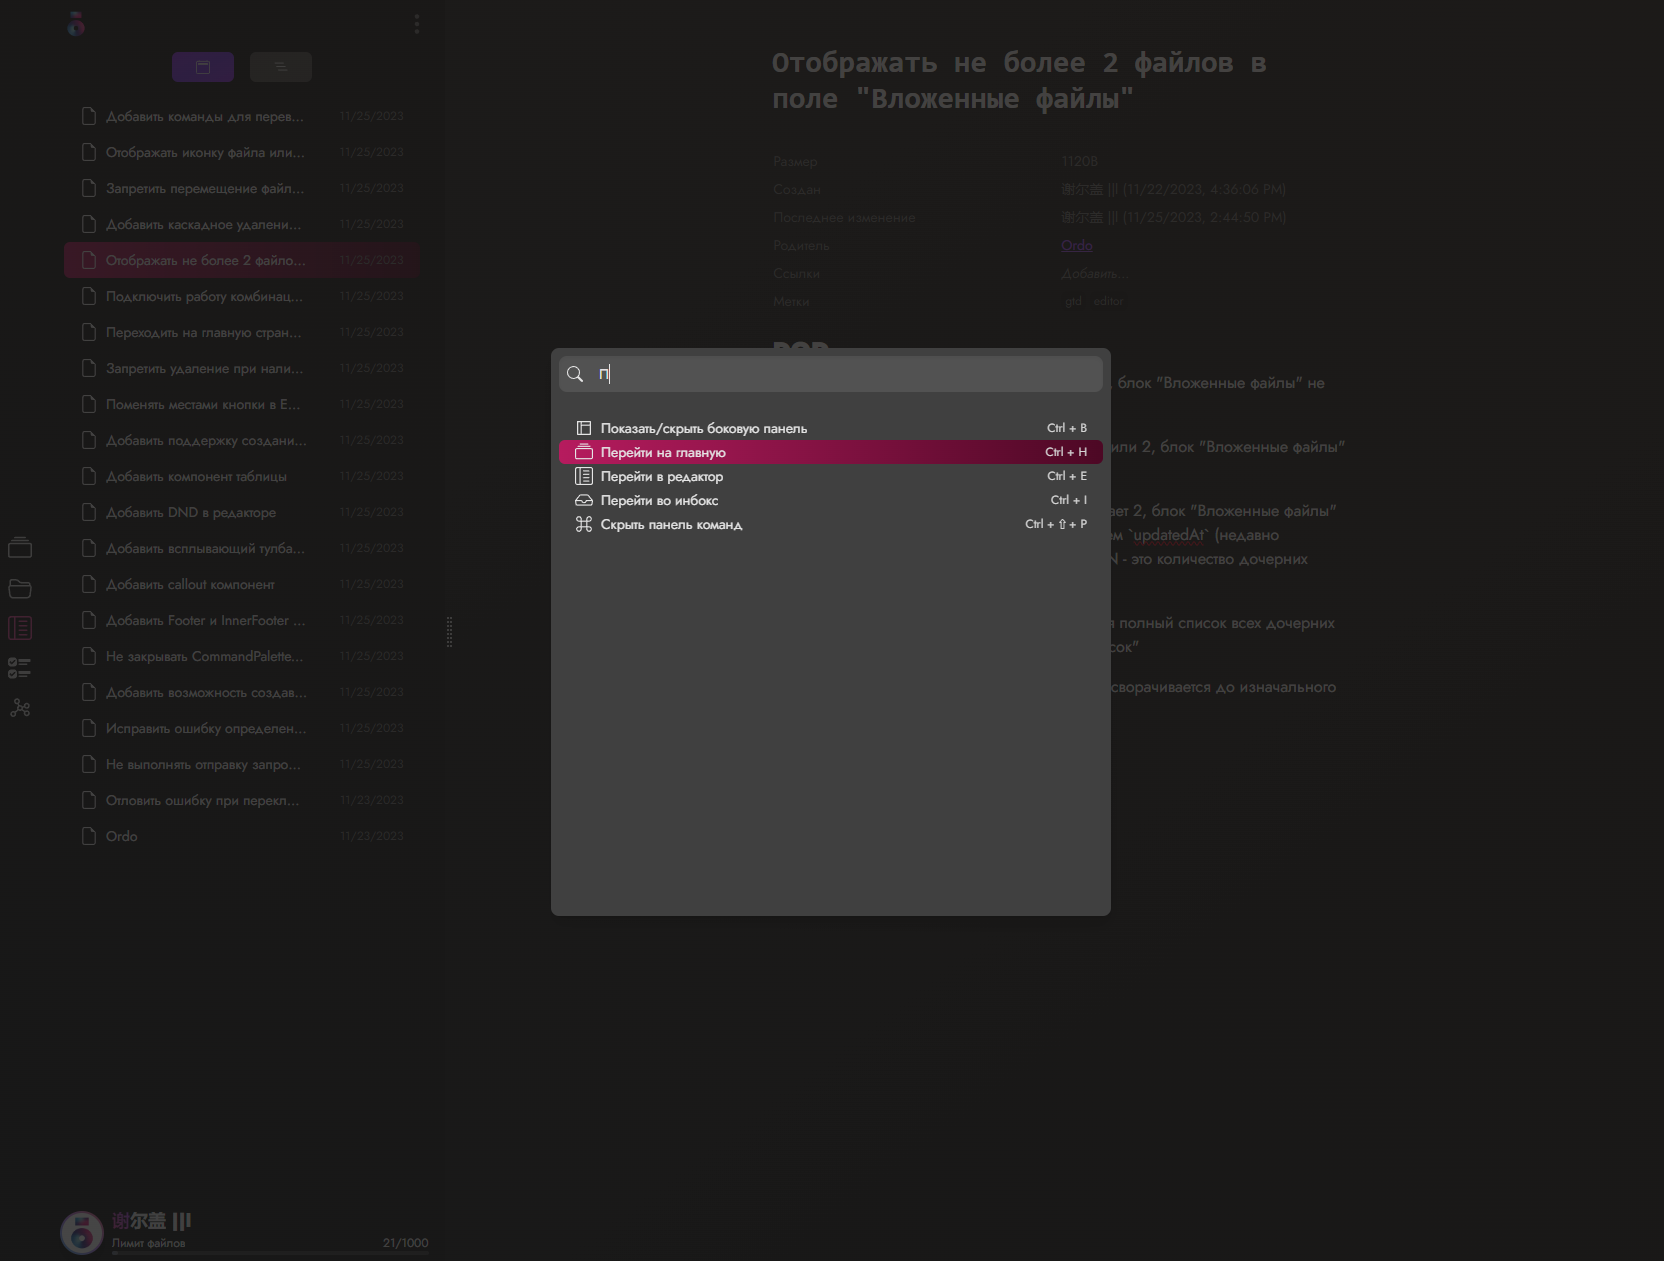 Добавить команды для перев... 11/25/2023
Отображать иконку файла или... 11/25/2023
Запретить перемещение файл... 11/25/2023
Добавить каскадное удалени... 11/25/2023
Отображать не более 2 файло... 11/25/2023
Подключить работу комбинац... 11/25/2023
Переходить на главную стран... 11/25/2023
Запретить удаление при нали... 11/25/2023
Поменять местами кнопки в E... 11/25/2023
Добавить поддержку создани... 11/25/2023
Добавить компонент таблицы 11/25/2023
Добавить DND в редакторе 11/25/2023
Добавить всплывающий тулба... 11/25/2023
Добавить callout компонент 11/25/2023
Добавить Footer и InnerFooter ... 11/25/2023
Не закрывать CommandPalette... 11/25/2023
Добавить возможность создав... 11/25/2023
Исправить ошибку определен... 11/25/2023
Не выполнять отправку запро... 11/25/2023
Отловить ошибку при перекл... 11/23/2023
Ordo 11/23/2023
谢尔盖 |||
Лимит файлов 21/1000
Отображать не более 2 файлов в
поле "Вложенные файлы"
Размер 11208
Создан 谢尔盖 ||| (11/22/2023, 4:36:06 PM)
Последнее изменение 谢尔盖 ||| (11/25/2023, 2:44:50 PM)
Родитель Ordo
Ссылки Добавить...
Метки gtd editor
П
Показать/скрыть боковую панель Ctrl + B
Перейти на главную Ctrl + H
Перейти в редактор Ctrl + E
Перейти во инбокс Ctrl + I
Скрыть панель команд Ctrl + ⇧ + P
, блок "Вложенные файлы" не
или 2, блок "Вложенные файлы"
ает 2, блок "Вложенные файлы"
ем `updatedAt` (недавно
N - это количество дочерних
я полный список всех дочерних
сок"
сворачивается до изначального